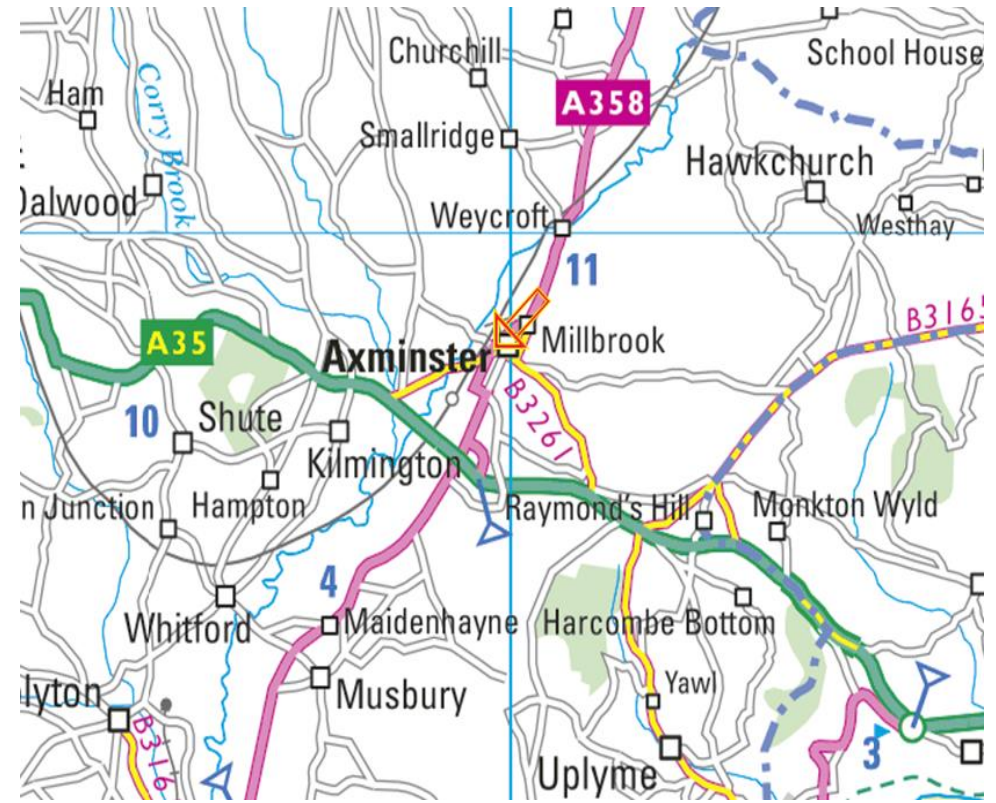 Churchill
School House
Ham
A358
Corry Brook
Smallridge
Hawkchurch
Dalwood
Weycroft
Westhay
11
B3165
A35
Axminster
Millbrook
10
Shute
B3261
Kilmington
n Junction
Hampton
Raymond's Hill
Monkton Wyld
4
Whitford
Maidenhayne
Harcombe Bottom
lyton
Musbury
Yawl
B316
3
Uplyme